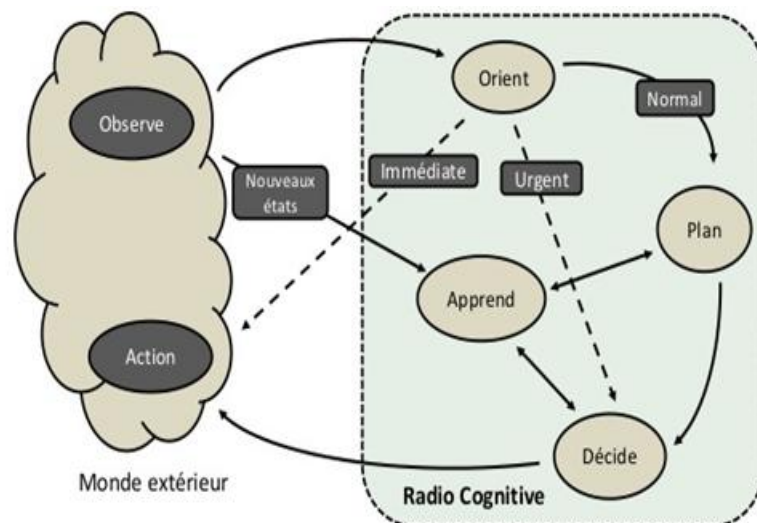 Observe
Orient
Normal
Immédiate
Urgent
Nouveaux
états
Plan
Apprend
Action
Décide
Monde extérieur
Radio Cognitive